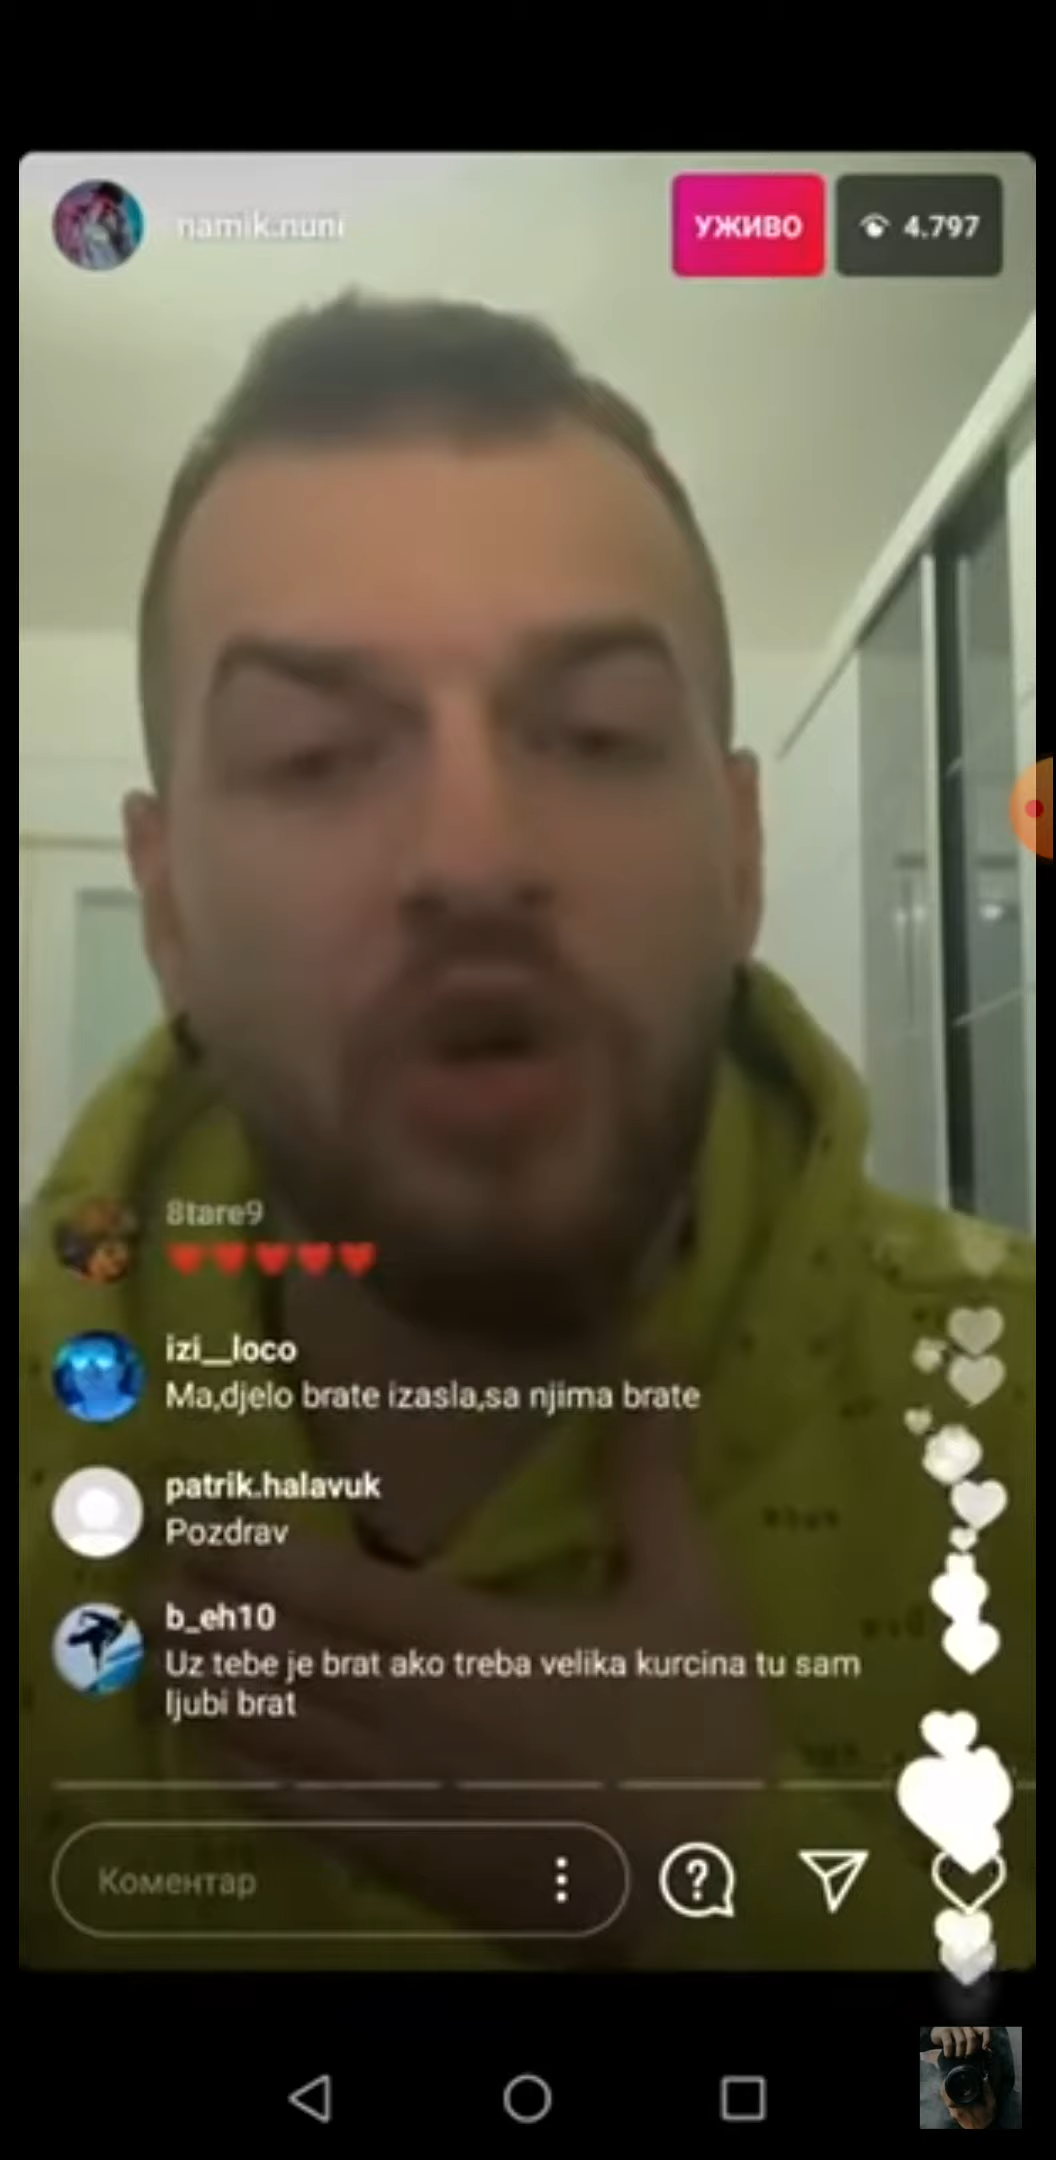 namik.nuni
УЖИВО
4.797
8tare9
izi__loco
Ma,djelo brate izasla,sa njima brate
patrik.halavuk
Pozdrav
b_eh10
Uz tebe je brat ako treba velika kurcina tu sam
ljubi brat
Коментар